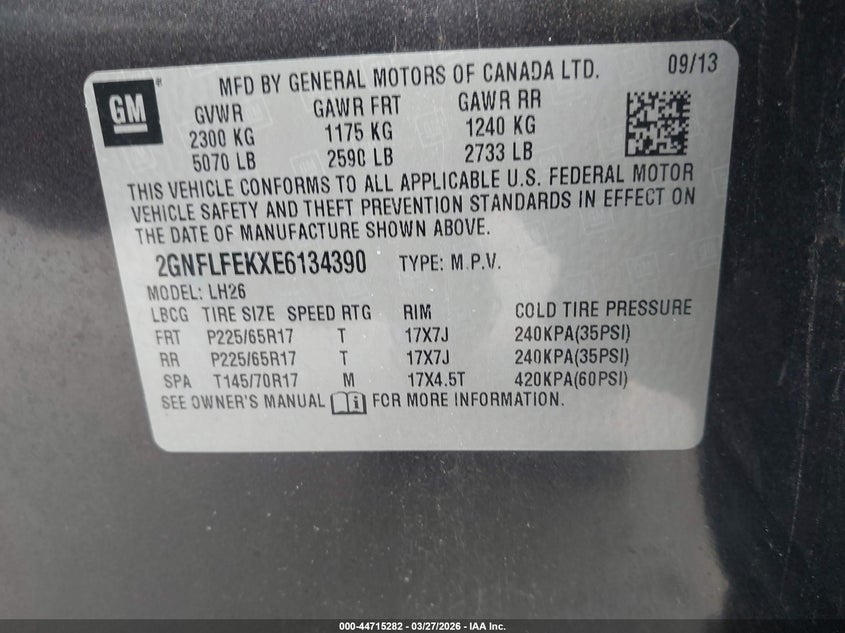 GM
MFD BY GENERAL MOTORS OF CANADA LTD. 09/13
GVWR GAWR FRT GAWR RR
2300 KG 1175 KG 1240 KG
5070 LB 2590 LB 2733 LB
THIS VEHICLE CONFORMS TO ALL APPLICABLE U.S. FEDERAL MOTOR
VEHICLE SAFETY AND THEFT PREVENTION STANDARDS IN EFFECT ON
THE DATE OF MANUFACTURE SHOWN ABOVE.
2GNFLFEKXE6134390 TYPE: M.P.V.
MODEL: LH26
LBCG TIRE SIZE SPEED RTG RIM COLD TIRE PRESSURE
FRT P225/65R17 T 17X7J 240KPA(35PSI)
RR P225/65R17 T 17X7J 240KPA(35PSI)
SPA T145/70R17 M 17X4.5T 420KPA(60PSI)
SEE OWNER'S MANUAL i FOR MORE INFORMATION.
000-44715282 - 03/27/2026 - IAA Inc.